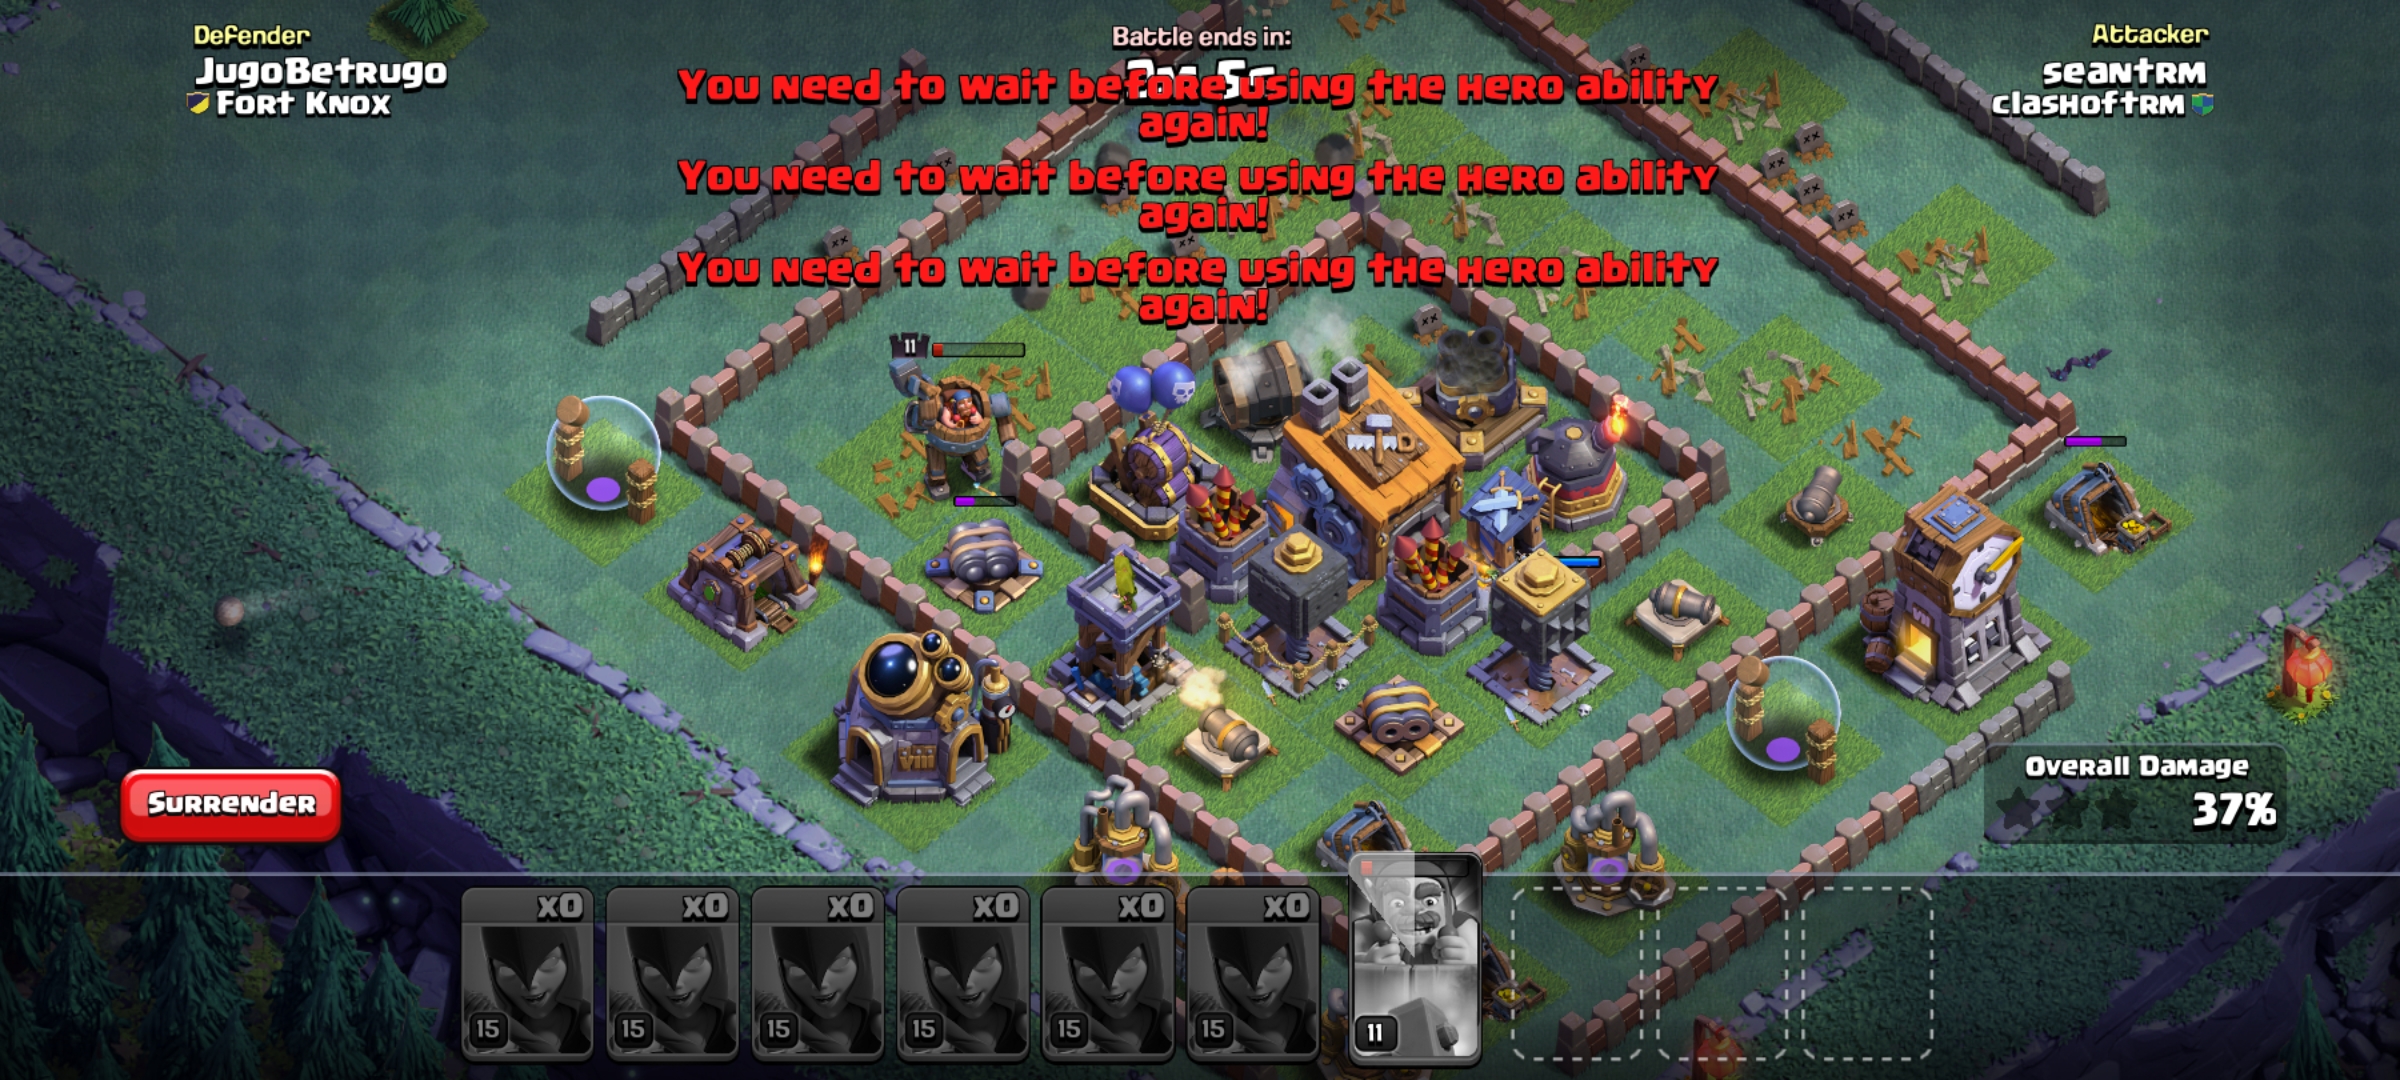 Defender
JugoBetrugo
Fort Knox
Battle ends in:
You need to wait before using the hero ability
again!
You need to wait before using the hero ability
again!
You need to wait before using the hero ability
again!
Attacker
seantRM
clashoftRM
11
VIII
Surrender
Overall Damage
37%
x0
x0
x0
x0
x0
x0
15
15
15
15
15
15
11